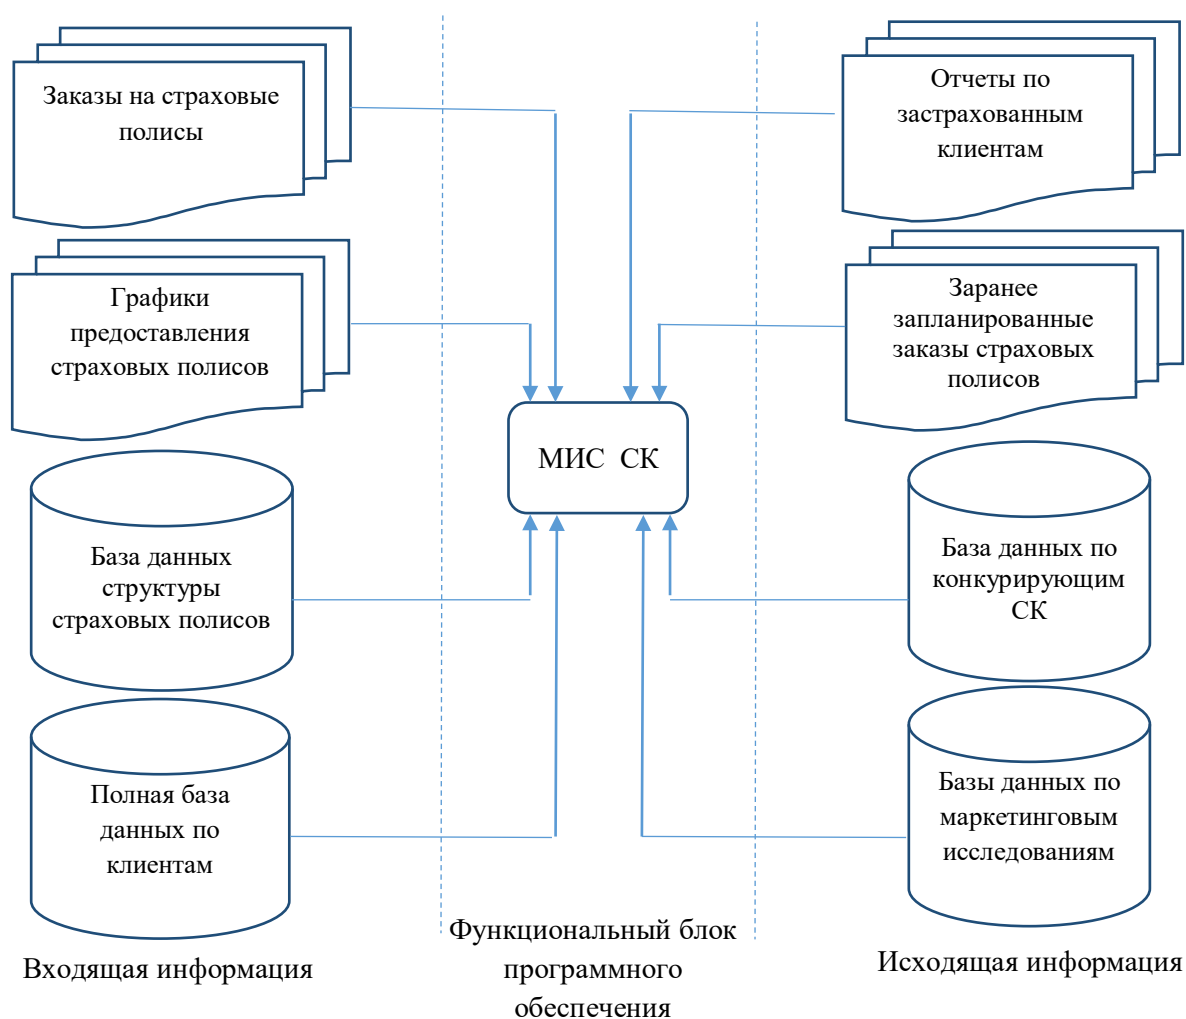 Заказы на страховые
полисы
Графики
предоставления
страховых полисов
База данных
структуры
страховых полисов
Полная база
данных по
клиентам
Входящая информация
МИС СК
Функциональный блок
программного
обеспечения
Отчеты по
застрахованным
клиентам
Заранее
запланированные
заказы страховых
полисов
База данных по
конкурирующим
СК
Базы данных по
маркетинговым
исследованиям
Исходящая информация